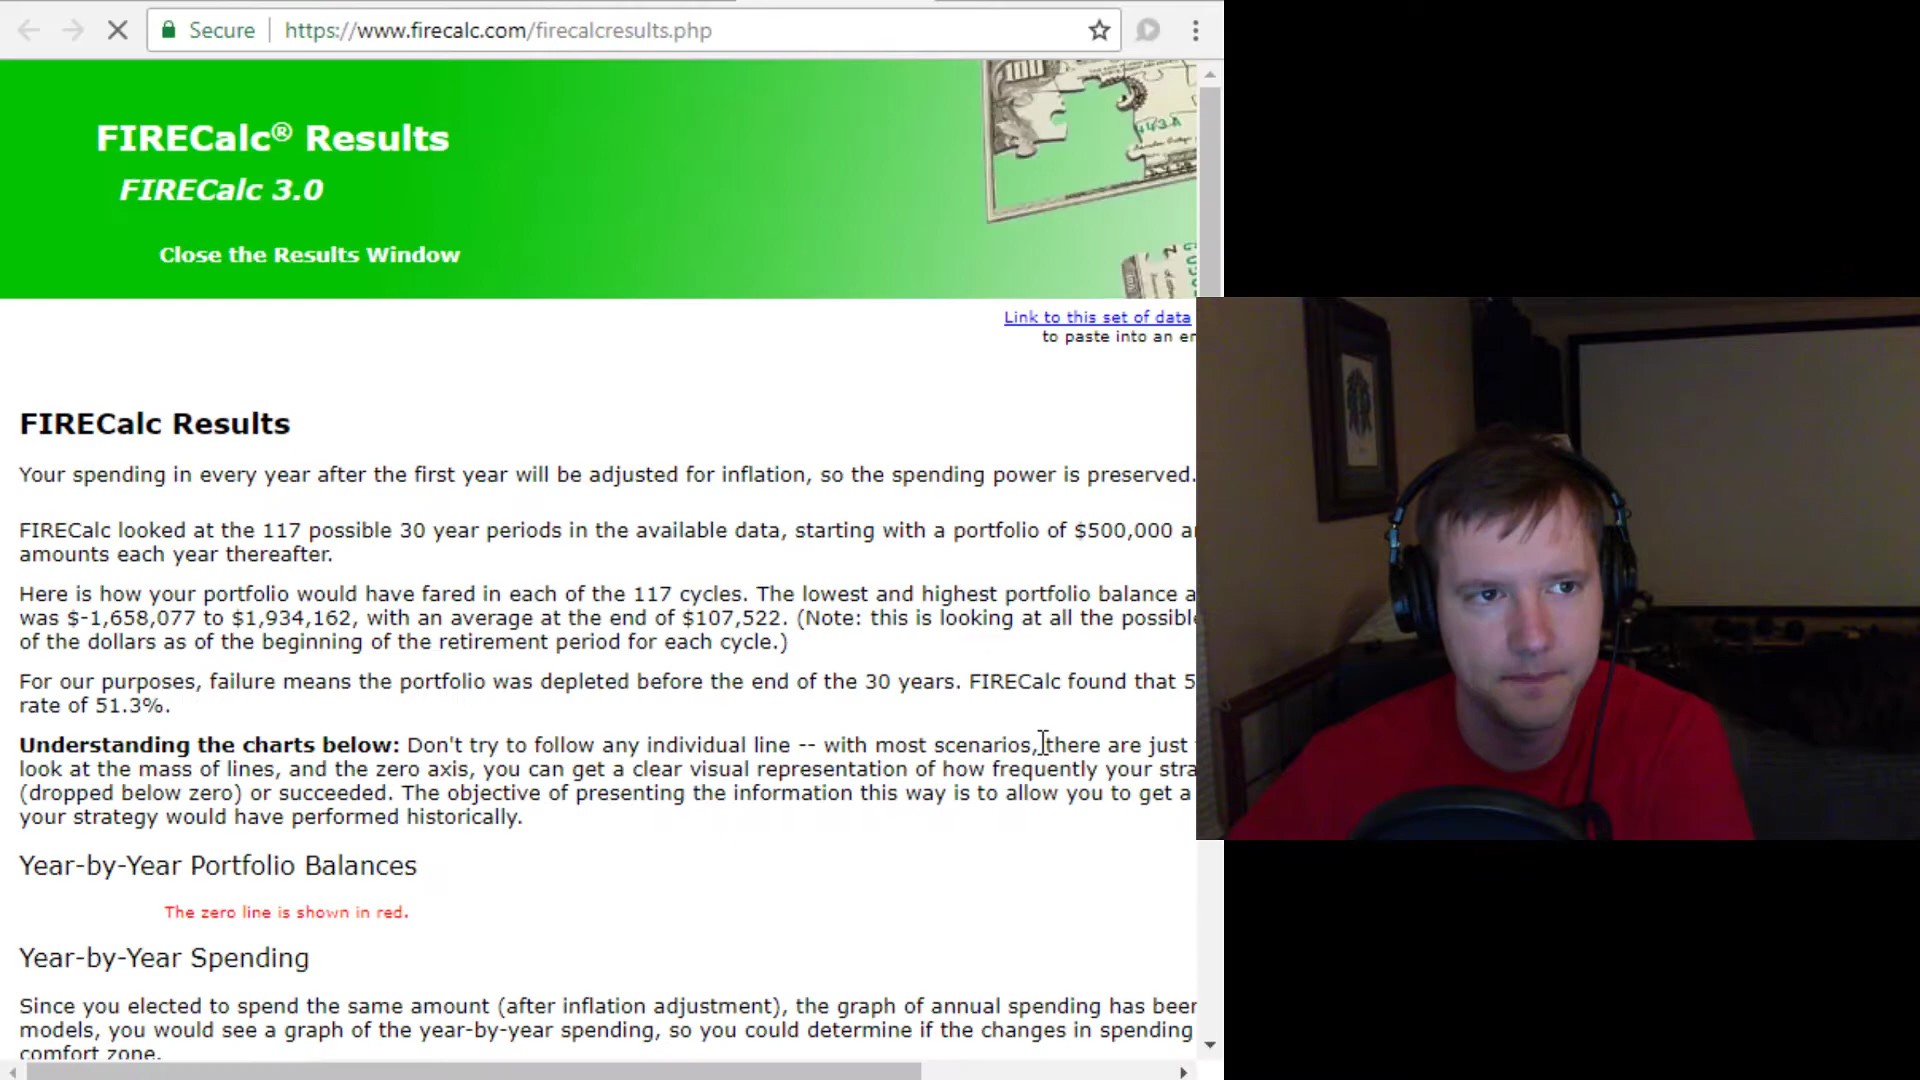 Secure
https://www.firecalc.com/firecalcresults.php
FIRECalc® Results
FIRECalc 3.0
Close the Results Window
Link to this set of data
to paste into an
FIRECalc Results
Your spending in every year after the first year will be adjusted for inflation, so the spending power is preserved.
FIRECalc looked at the 117 possible 30 year periods in the available data, starting with a portfolio of $500,000
amounts each year thereafter.
Here is how your portfolio would have fared in each of the 117 cycles. The lowest and highest portfolio balance
was $-1,658,077 to $1,934,162, with an average at the end of $107,522. (Note: this is looking at all the
of the dollars as of the beginning of the retirement period for each cycle.)
For our purposes, failure means the portfolio was depleted before the end of the 30 years. FIRECalc found that
rate of 51.3%.
Understanding the charts below: Don't try to follow any individual line -- with most scenarios, there are just
look at the mass of lines, and the zero axis, you can get a clear visual representation of how frequently your
(dropped below zero) or succeeded. The objective of presenting the information this way is to allow you to get a
your strategy would have performed historically.
Year-by-Year Portfolio Balances
The zero line is shown in red.
Year-by-Year Spending
Since you elected to spend the same amount (after inflation adjustment), the graph of annual spending has
models, you would see a graph of the year-by-year spending, so you could determine if the changes in spending
comfort zone.